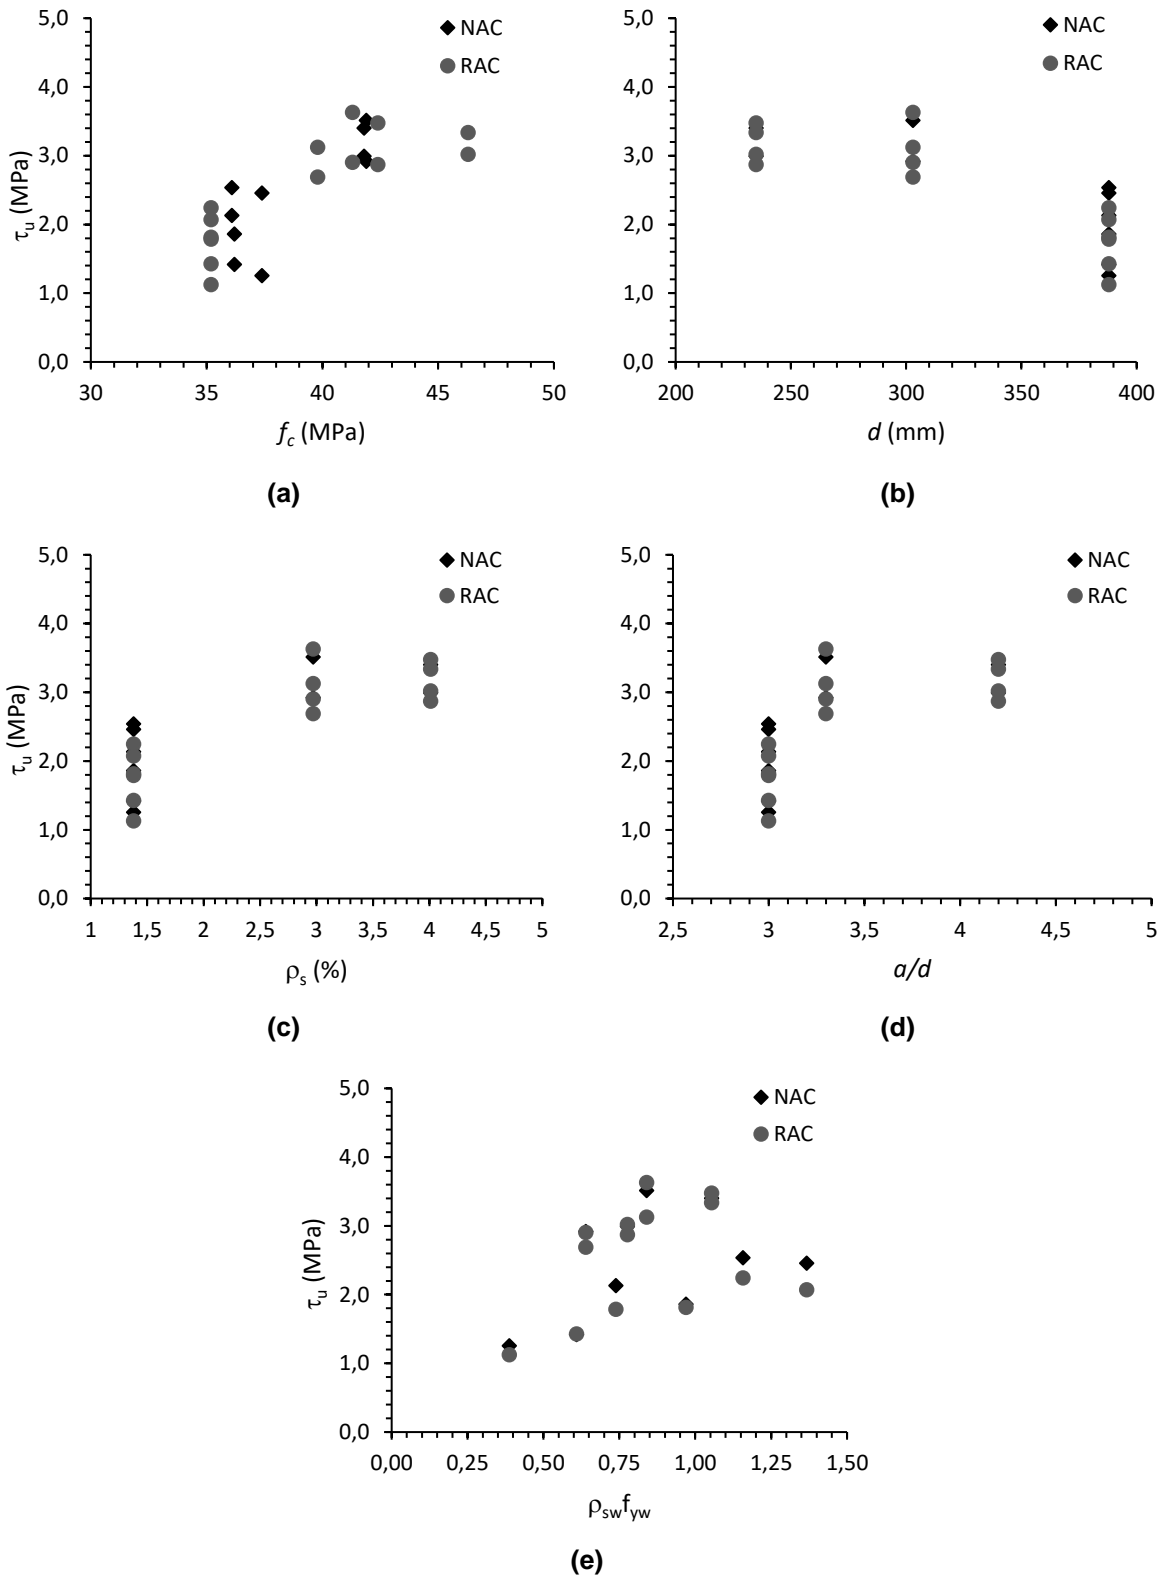 5,0
4,0
3,0
2,0
1,0
0,0
τu (MPa)
NAC
RAC
30 35 40 45 50
fc (MPa)
(a)
5,0
4,0
3,0
2,0
1,0
0,0
NAC
RAC
200 250 300 350 400
d (mm)
(b)
5,0
4,0
3,0
2,0
1,0
0,0
τu (MPa)
NAC
RAC
1 1,5 2 2,5 3 3,5 4 4,5 5
ρs (%)
(c)
5,0
4,0
3,0
2,0
1,0
0,0
NAC
RAC
2,5 3 3,5 4 4,5 5
a/d
(d)
5,0
4,0
3,0
2,0
1,0
0,0
τu (MPa)
NAC
RAC
0,00 0,25 0,50 0,75 1,00 1,25 1,50
ρswfyw
(e)